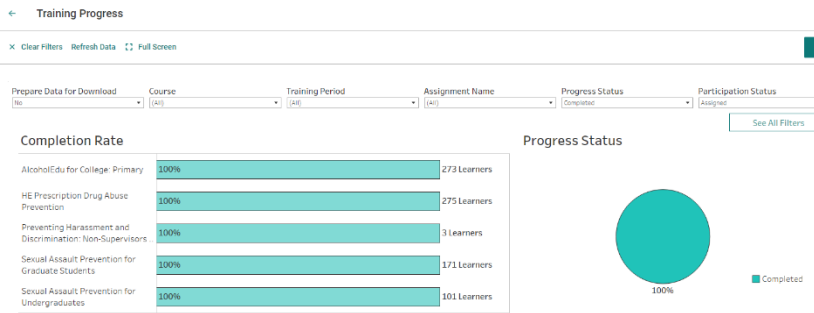 ← Training Progress
× Clear Filters Refresh Data Full Screen
Prepare Data for Download Course Training Period Assignment Name Progress Status Participation Status
No (All) (All) (All) Completed Assigned
See All Filters
Completion Rate
Progress Status
AlcoholEdu for College: Primary 100% 273 Learners
HE Prescription Drug Abuse
Prevention
100% 275 Learners
Preventing Harassment and
Discrimination: Non-Supervisors...
100% 3 Learners
Sexual Assault Prevention for
Graduate Students
100% 171 Learners
Sexual Assault Prevention for
Undergraduates
100% 101 Learners
100%
Completed